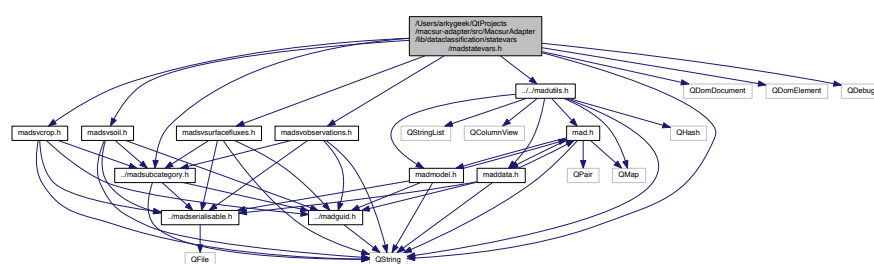 /Users/arkygeek/QtProjects
/macsur-adapter/src/MacsurAdapter
/lib/dataclassification/statevars
/madstatevars.h
../../madutils.h
QDomDocument
QDomElement
QDebug
madsvcrop.h
madsvsoil.h
madsvsurfacefluxes.h
madsvobservations.h
QStringList
QColumnView
mad.h
QHash
../madsubcategory.h
madmodel.h
maddata.h
QPair
QMap
../madserialisable.h
../madguid.h
QFile
QString